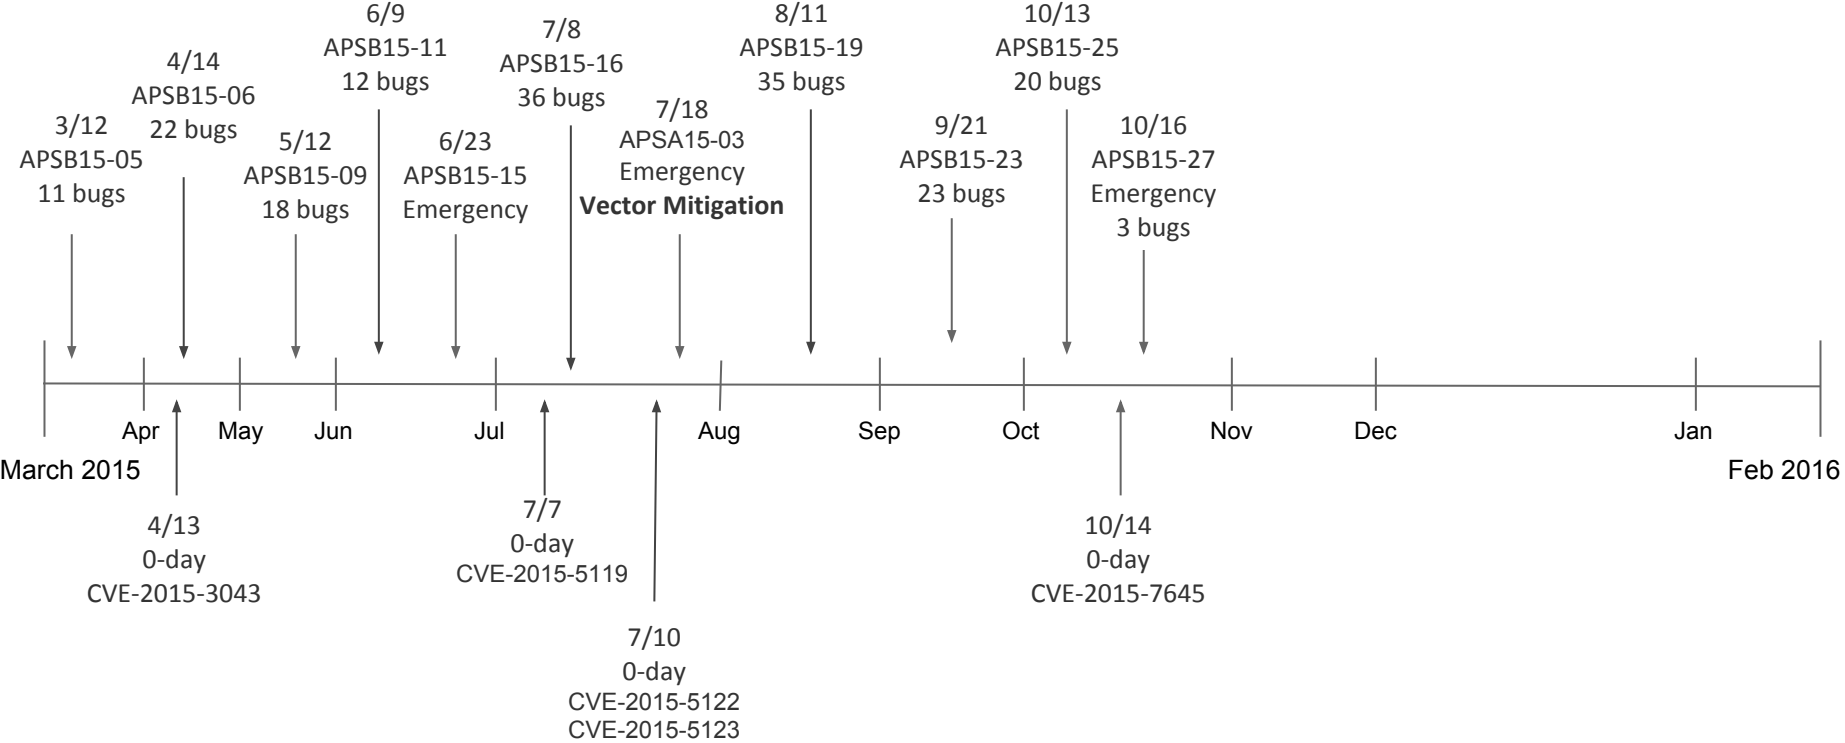 3/12
APSB15-05
11 bugs
4/14
APSB15-06
22 bugs
5/12
APSB15-09
18 bugs
6/9
APSB15-11
12 bugs
6/23
APSB15-15
Emergency
7/8
APSB15-16
36 bugs
7/18
APSA15-03
Emergency
Vector Mitigation
8/11
APSB15-19
35 bugs
9/21
APSB15-23
23 bugs
10/13
APSB15-25
20 bugs
10/16
APSB15-27
Emergency
3 bugs
March 2015
Apr
May
Jun
Jul
Aug
Sep
Oct
Nov
Dec
Jan
Feb 2016
4/13
0-day
CVE-2015-3043
7/7
0-day
CVE-2015-5119
7/10
0-day
CVE-2015-5122
CVE-2015-5123
10/14
0-day
CVE-2015-7645